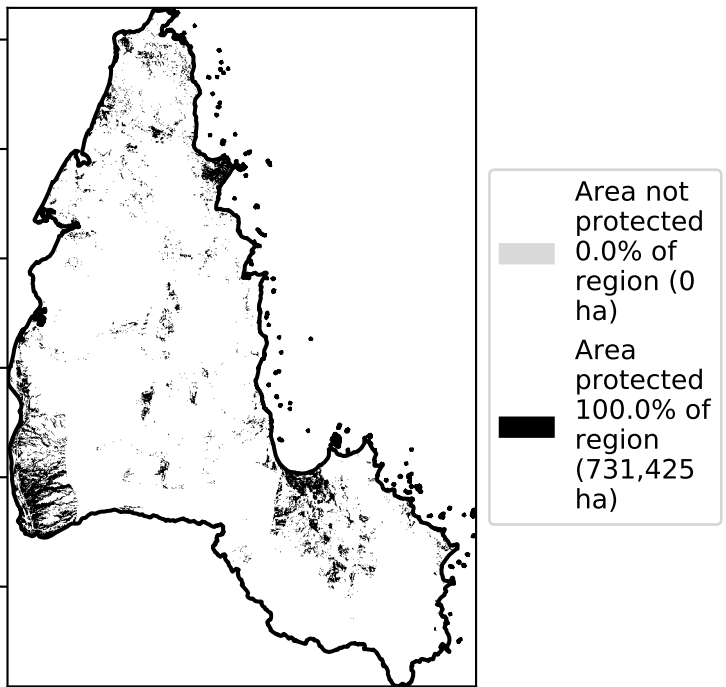 Area not
protected
0.0% of
region (0
ha)
Area
protected
100.0% of
region
(731,425
ha)